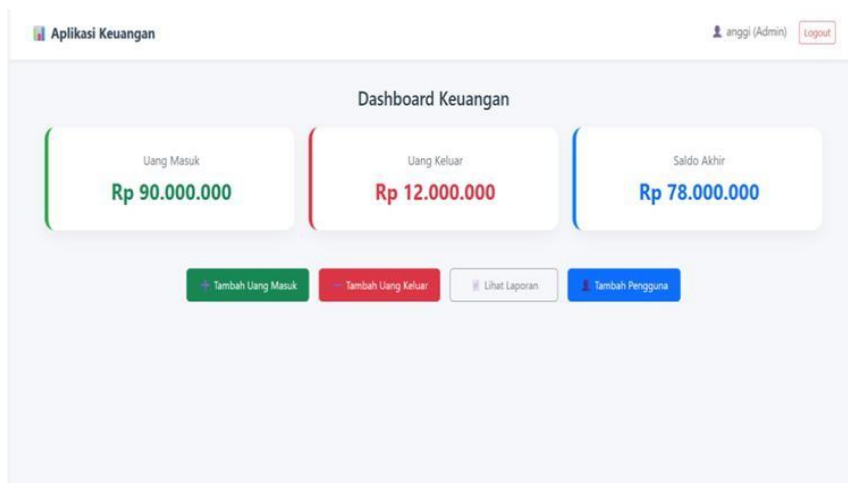 Aplikasi Keuangan
anggi (Admin) Logout
Dashboard Keuangan
Uang Masuk Uang Keluar Saldo Akhir
Rp 90.000.000 Rp 12.000.000 Rp 78.000.000
Tambah Uang Masuk Tambah Uang Keluar Lihat Laporan Tambah Pengguna